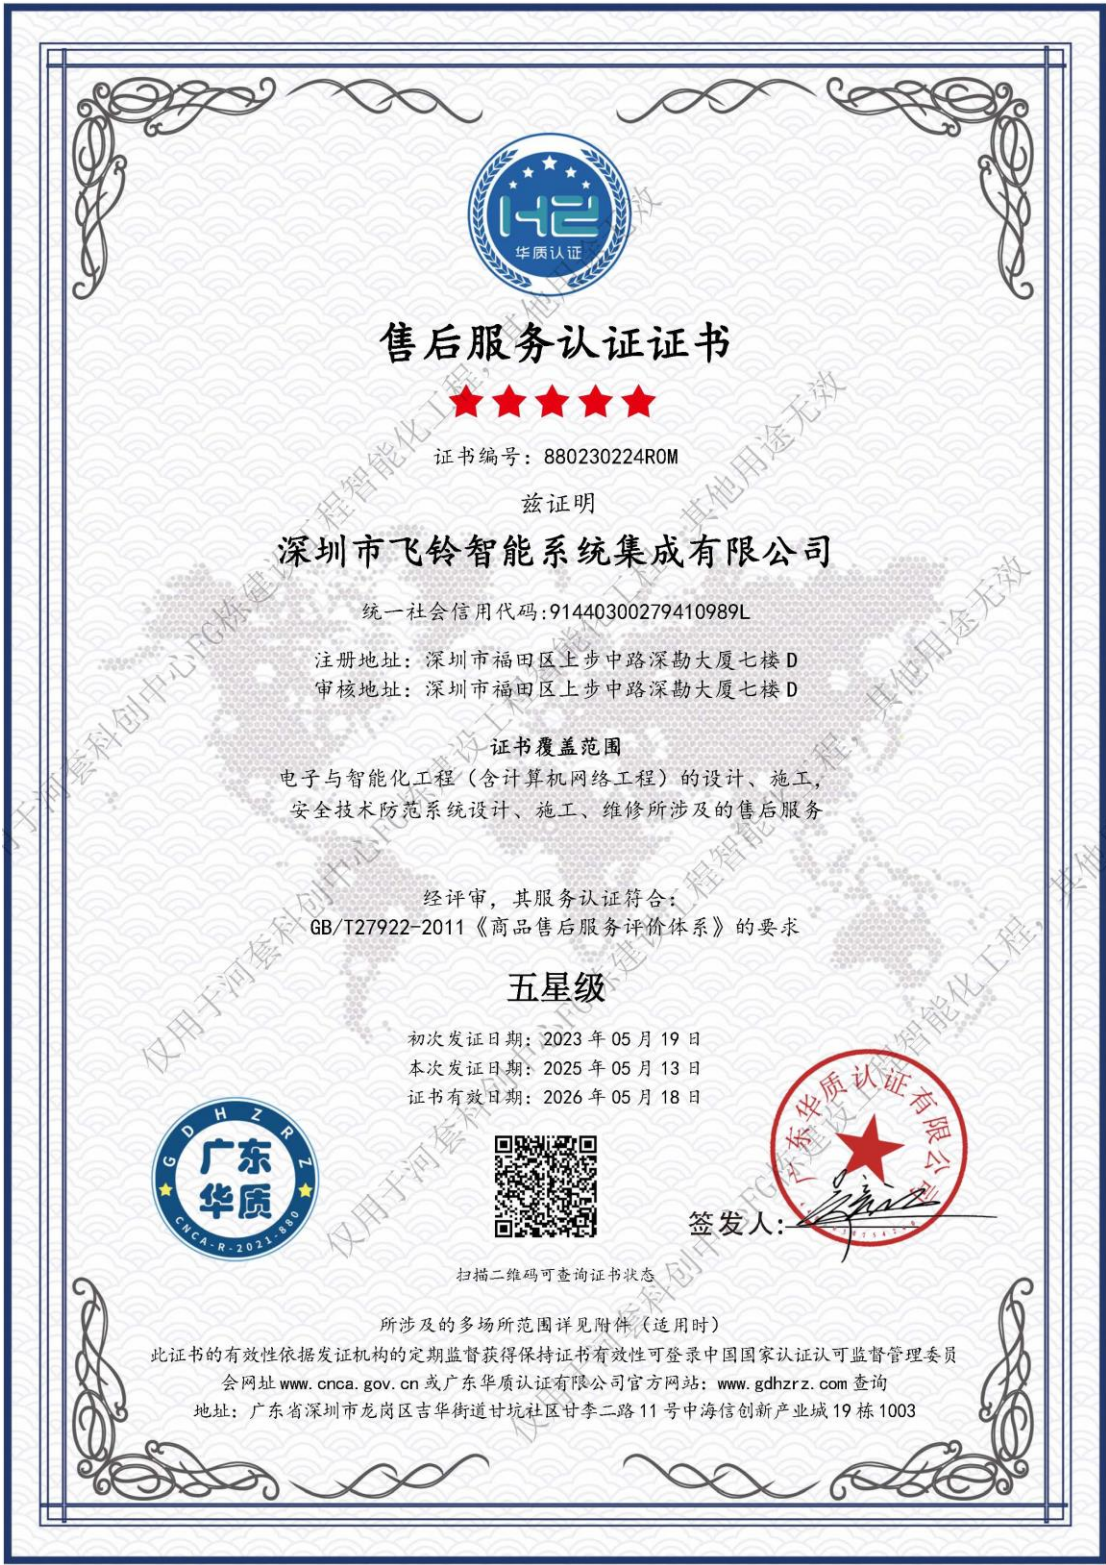 HZ
华质认证
售后服务认证证书
证书编号：880230224R0M
兹证明
深圳市飞铃智能系统集成有限公司
统一社会信用代码:91440300279410989L
注册地址：深圳市福田区上步中路深勘大厦七楼D
审核地址：深圳市福田区上步中路深勘大厦七楼D
证书覆盖范围
电子与智能化工程（含计算机网络工程）的设计、施工，
安全技术防范系统设计、施工、维修所涉及的售后服务
经评审，其服务认证符合：
GB/T27922-2011《商品售后服务评价体系》的要求
五星级
初次发证日期：2023年05月19日
本次发证日期：2025年05月13日
证书有效日期：2026年05月18日
GDHZRZ
广东
华质
CNCA-R-2021-880
广东华质认证有限公司
签发人:
扫描二维码可查询证书状态
所涉及的多场所范围详见附件（适用时）
此证书的有效性依据发证机构的定期监督获得保持证书有效性可登录中国国家认证认可监督管理委员
会网址www.cnca.gov.cn或广东华质认证有限公司官方网站：www.gdhzrz.com查询
地址：广东省深圳市龙岗区吉华街道甘坑社区甘李二路11号中海信创新产业城19栋1003
仅用于河套科创中心FG栋建设工程智能化工程，其他用途无效